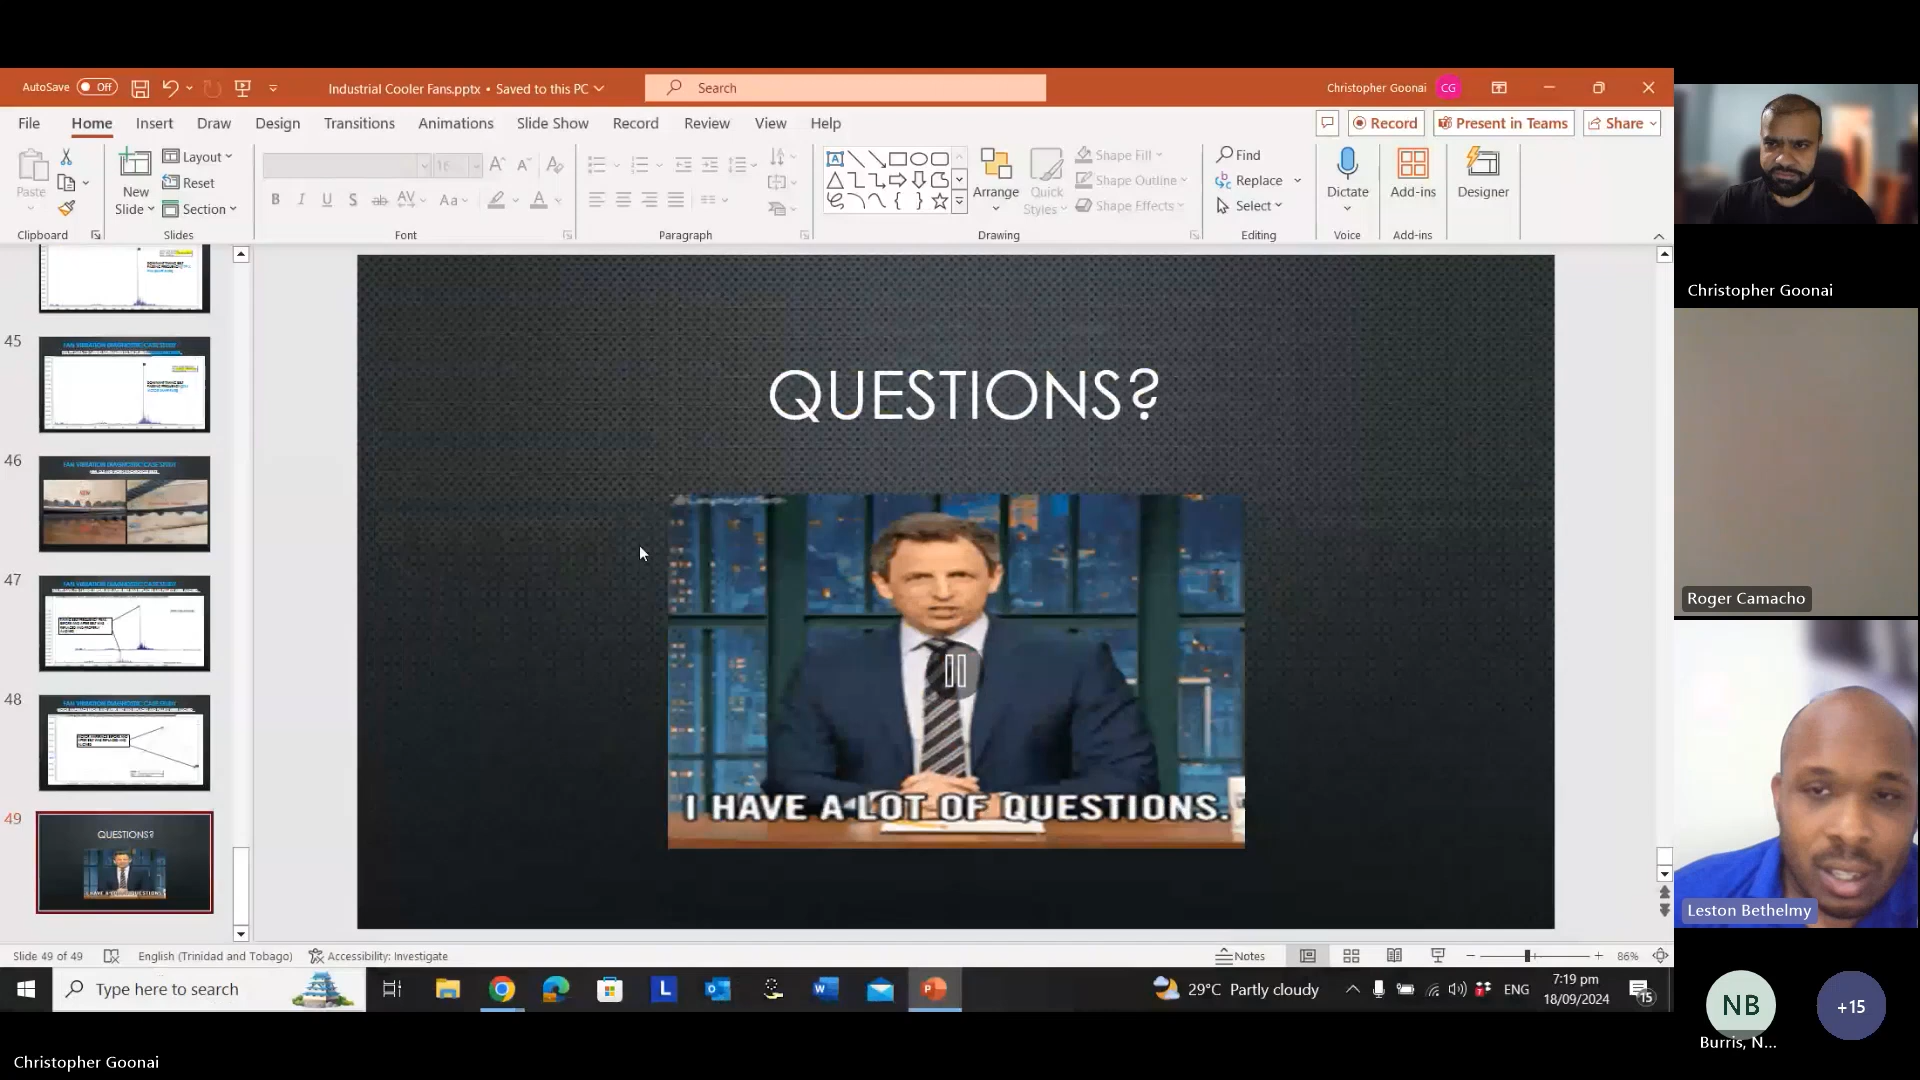 AutoSave Off
Industrial Cooler Fans.pptx • Saved to this PC
Search
Christopher Goonai CG
File Home Insert Draw Design Transitions Animations Slide Show Record Review View Help
Record Present in Teams Share
Paste
New Slide
Layout
Reset
Section
16
B I U S ab AV Aa A
Arrange
Quick Styles
Shape Fill
Shape Outline
Shape Effects
Find
Replace
Select
Dictate
Add-ins
Designer
Clipboard Slides Font Paragraph Drawing Editing Voice Add-ins
45
46
47
48
49
QUESTIONS?
QUESTIONS?
I HAVE A LOT OF QUESTIONS.
Christopher Goonai
Roger Camacho
Leston Bethelmy
NB
Burris, N...
+15
Slide 49 of 49 English (Trinidad and Tobago) Accessibility: Investigate Notes 86%
Type here to search
29°C Partly cloudy
ENG
7:19 pm
18/09/2024
15
Christopher Goonai